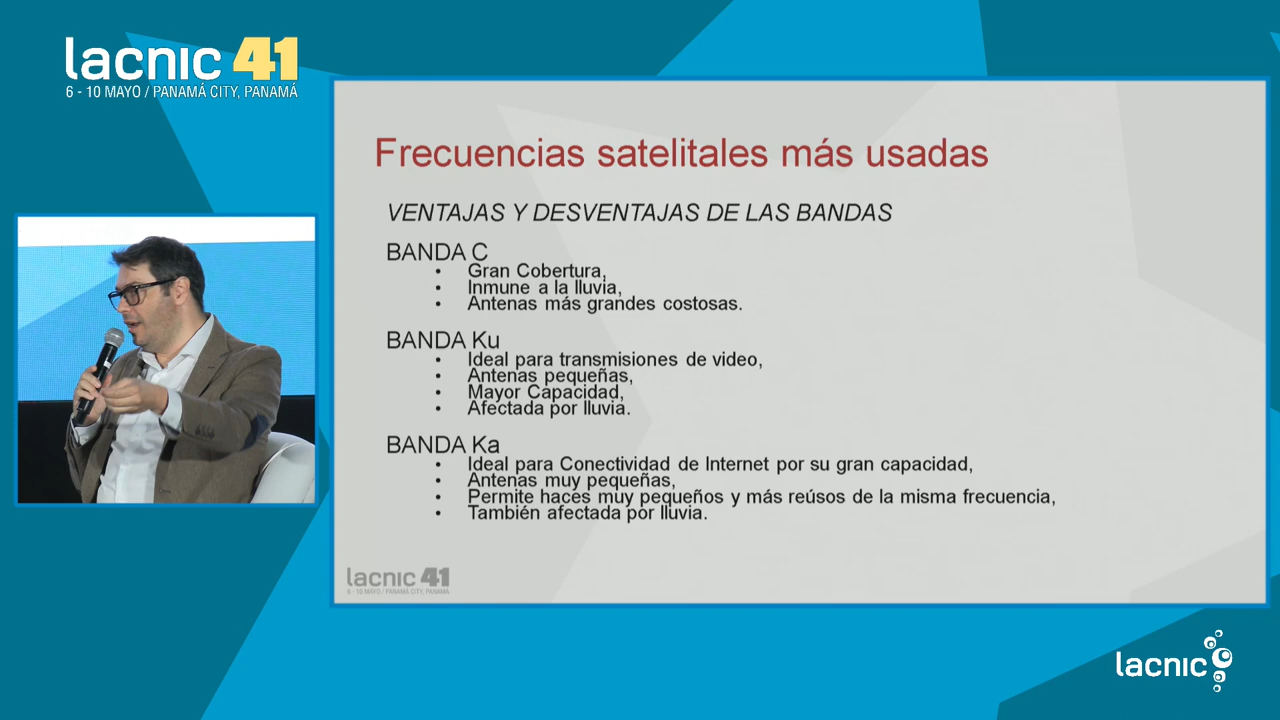 lacnic 41
6 - 10 MAYO / PANAMÁ CITY, PANAMÁ
Frecuencias satelitales más usadas
VENTAJAS Y DESVENTAJAS DE LAS BANDAS
BANDA C
• Gran Cobertura,
• Inmune a la lluvia,
• Antenas más grandes costosas.
BANDA Ku
• Ideal para transmisiones de video,
• Antenas pequeñas,
• Mayor Capacidad,
• Afectada por lluvia.
BANDA Ka
• Ideal para Conectividad de Internet por su gran capacidad,
• Antenas muy pequeñas,
• Permite haces muy pequeños y más reúsos de la misma frecuencia,
• También afectada por lluvia.
lacnic 41
6 - 10 MAYO / PANAMÁ CITY, PANAMÁ
lacnic